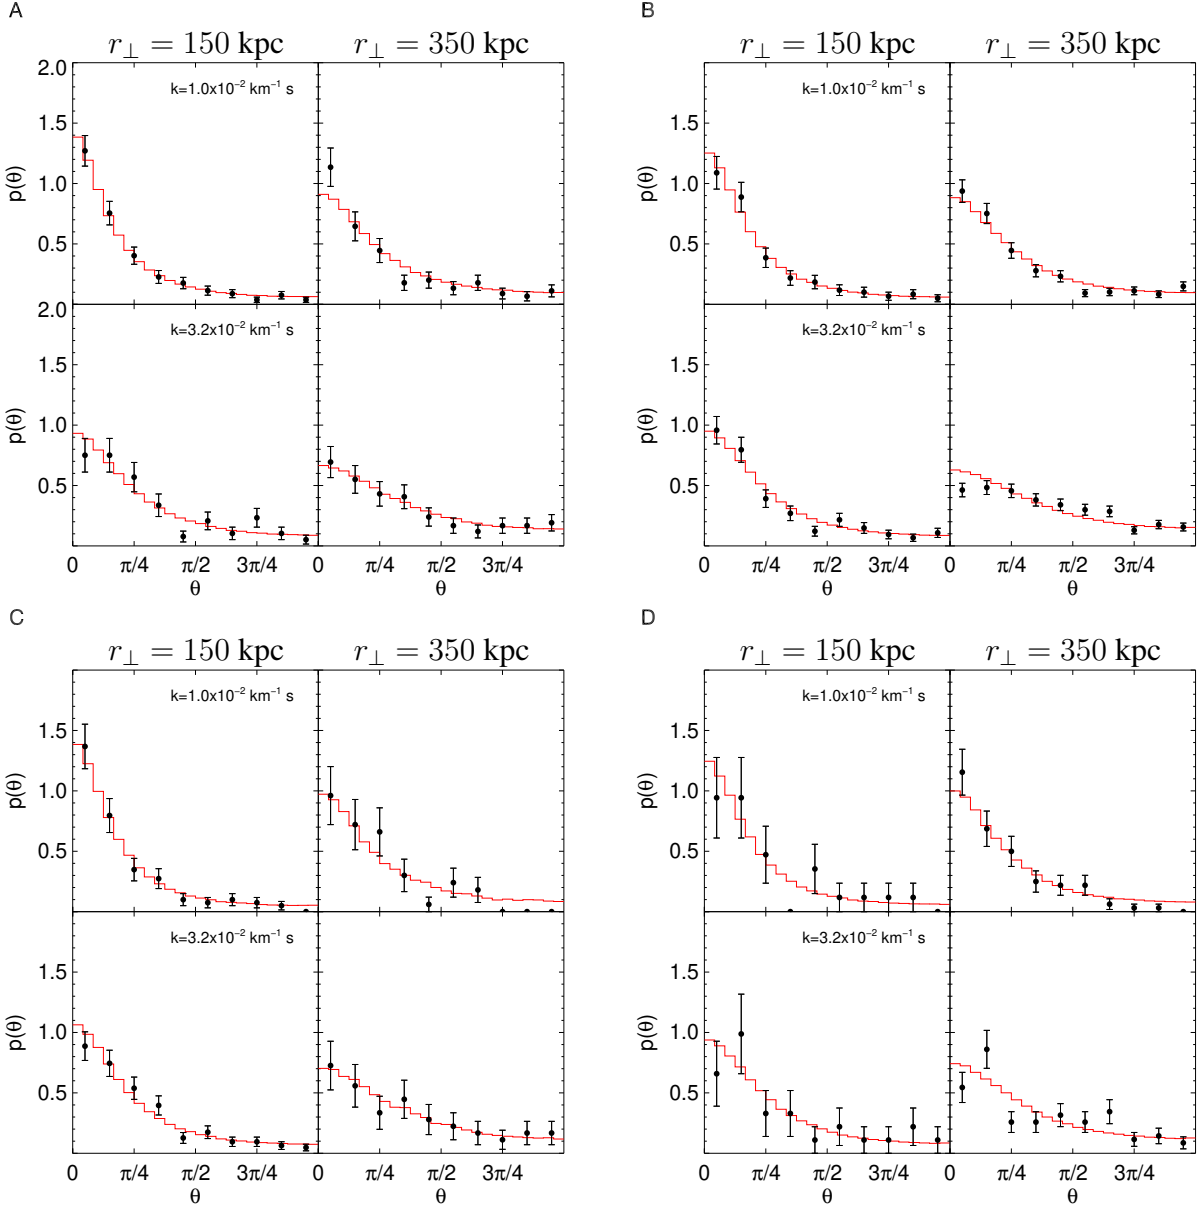 A
r⊥ = 150 kpc r⊥ = 350 kpc
2.0
k=1.0x10⁻² km⁻¹ s
1.5
p(θ)
1.0
0.5
2.0
k=3.2x10⁻² km⁻¹ s
1.5
p(θ)
1.0
0.5
0 π/4 π/2 3π/4 0 π/4 π/2 3π/4
θ θ
B
r⊥ = 150 kpc r⊥ = 350 kpc
2.0
k=1.0x10⁻² km⁻¹ s
1.5
p(θ)
1.0
0.5
2.0
k=3.2x10⁻² km⁻¹ s
1.5
p(θ)
1.0
0.5
0 π/4 π/2 3π/4 0 π/4 π/2 3π/4
θ θ
C
r⊥ = 150 kpc r⊥ = 350 kpc
k=1.0x10⁻² km⁻¹ s
1.5
p(θ)
1.0
0.5
k=3.2x10⁻² km⁻¹ s
1.5
p(θ)
1.0
0.5
0 π/4 π/2 3π/4 0 π/4 π/2 3π/4
θ θ
D
r⊥ = 150 kpc r⊥ = 350 kpc
k=1.0x10⁻² km⁻¹ s
1.5
p(θ)
1.0
0.5
k=3.2x10⁻² km⁻¹ s
1.5
p(θ)
1.0
0.5
0 π/4 π/2 3π/4 0 π/4 π/2 3π/4
θ θ